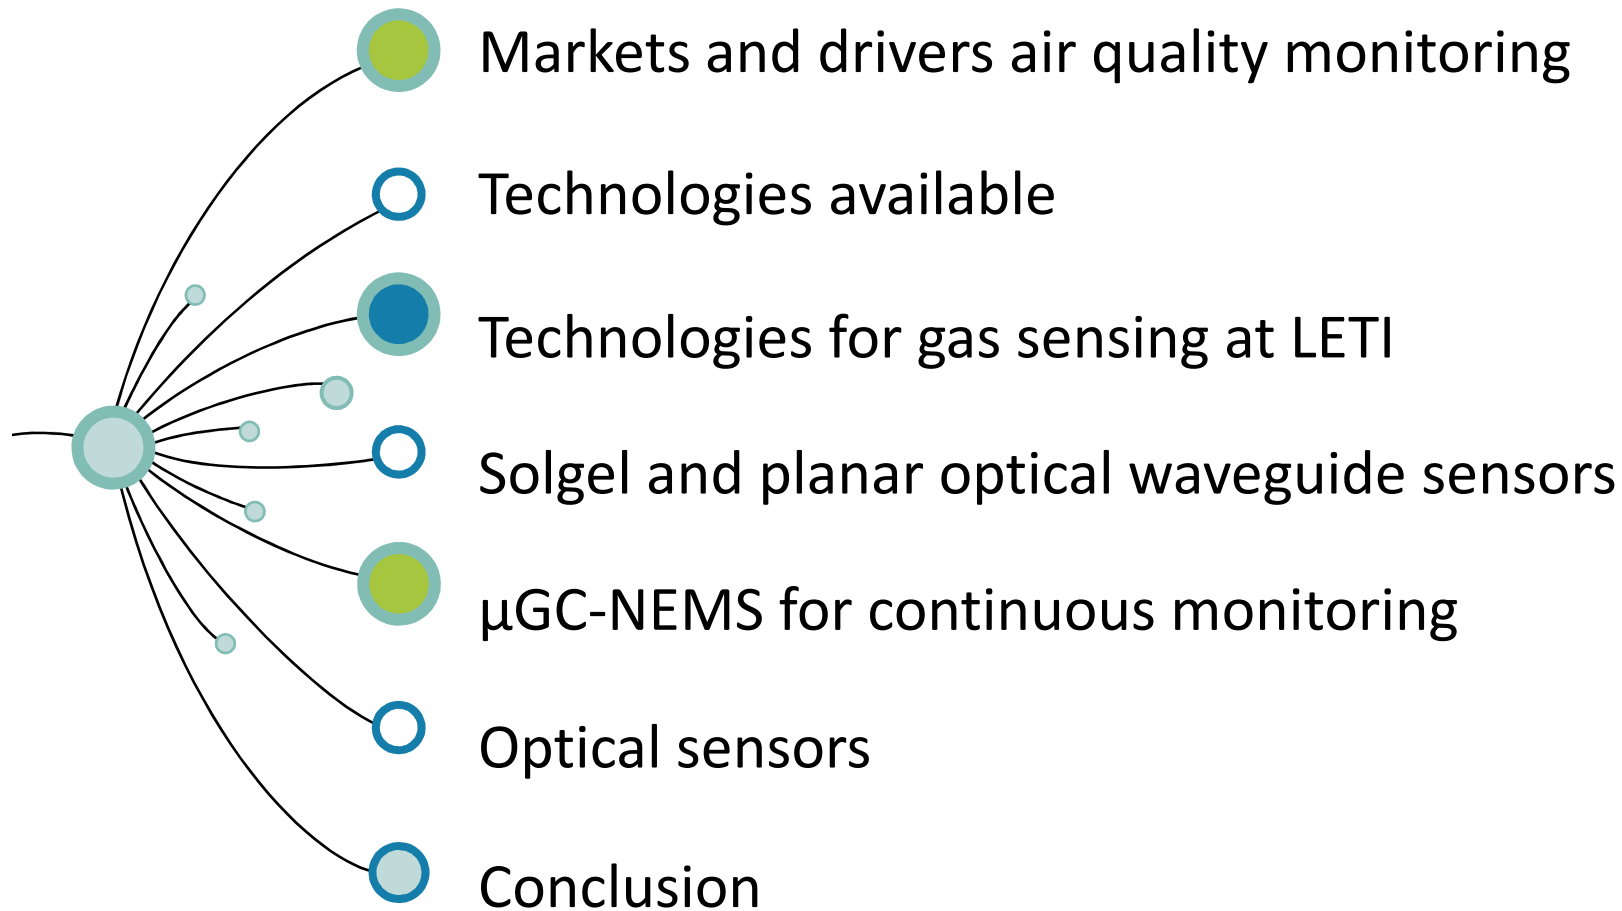 Markets and drivers air quality monitoring
Technologies available
Technologies for gas sensing at LETI
Solgel and planar optical waveguide sensors
µGC-NEMS for continuous monitoring
Optical sensors
Conclusion